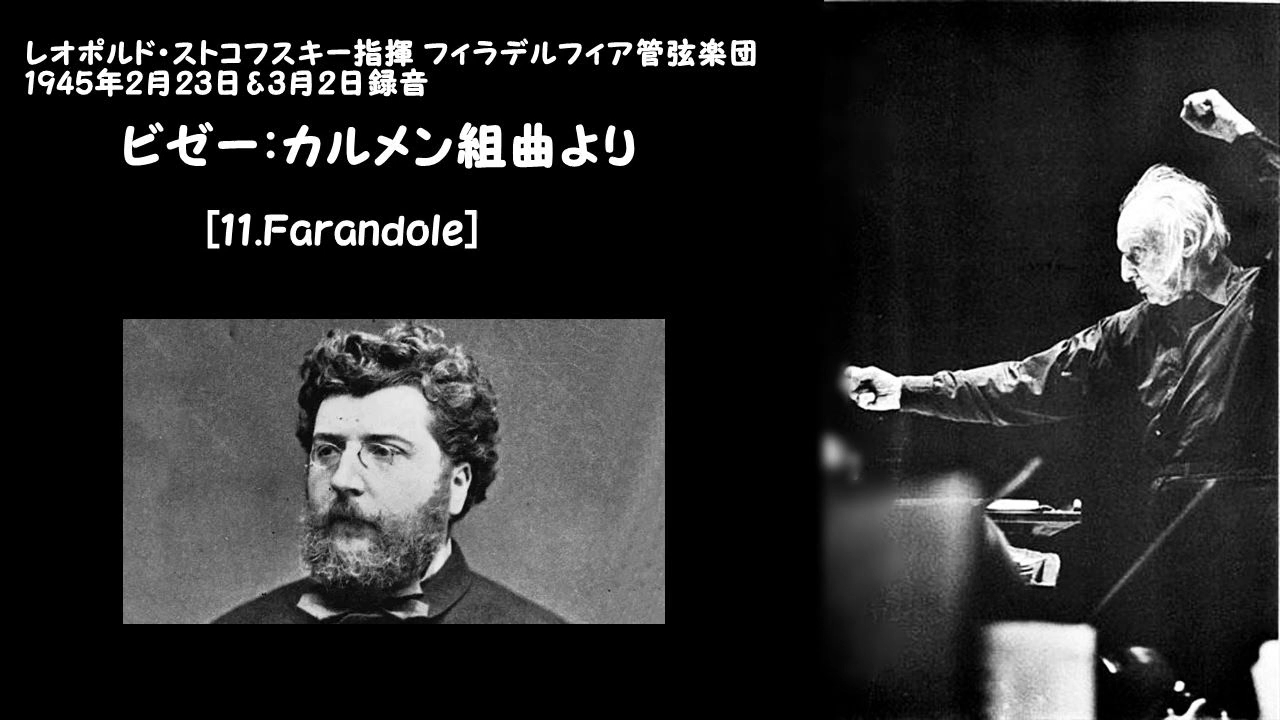 レオポルド・ストコフスキー指揮 フィラデルフィア管弦楽団
1945年2月23日&3月2日録音
ビゼー:カルメン組曲より
[11.Farandole]